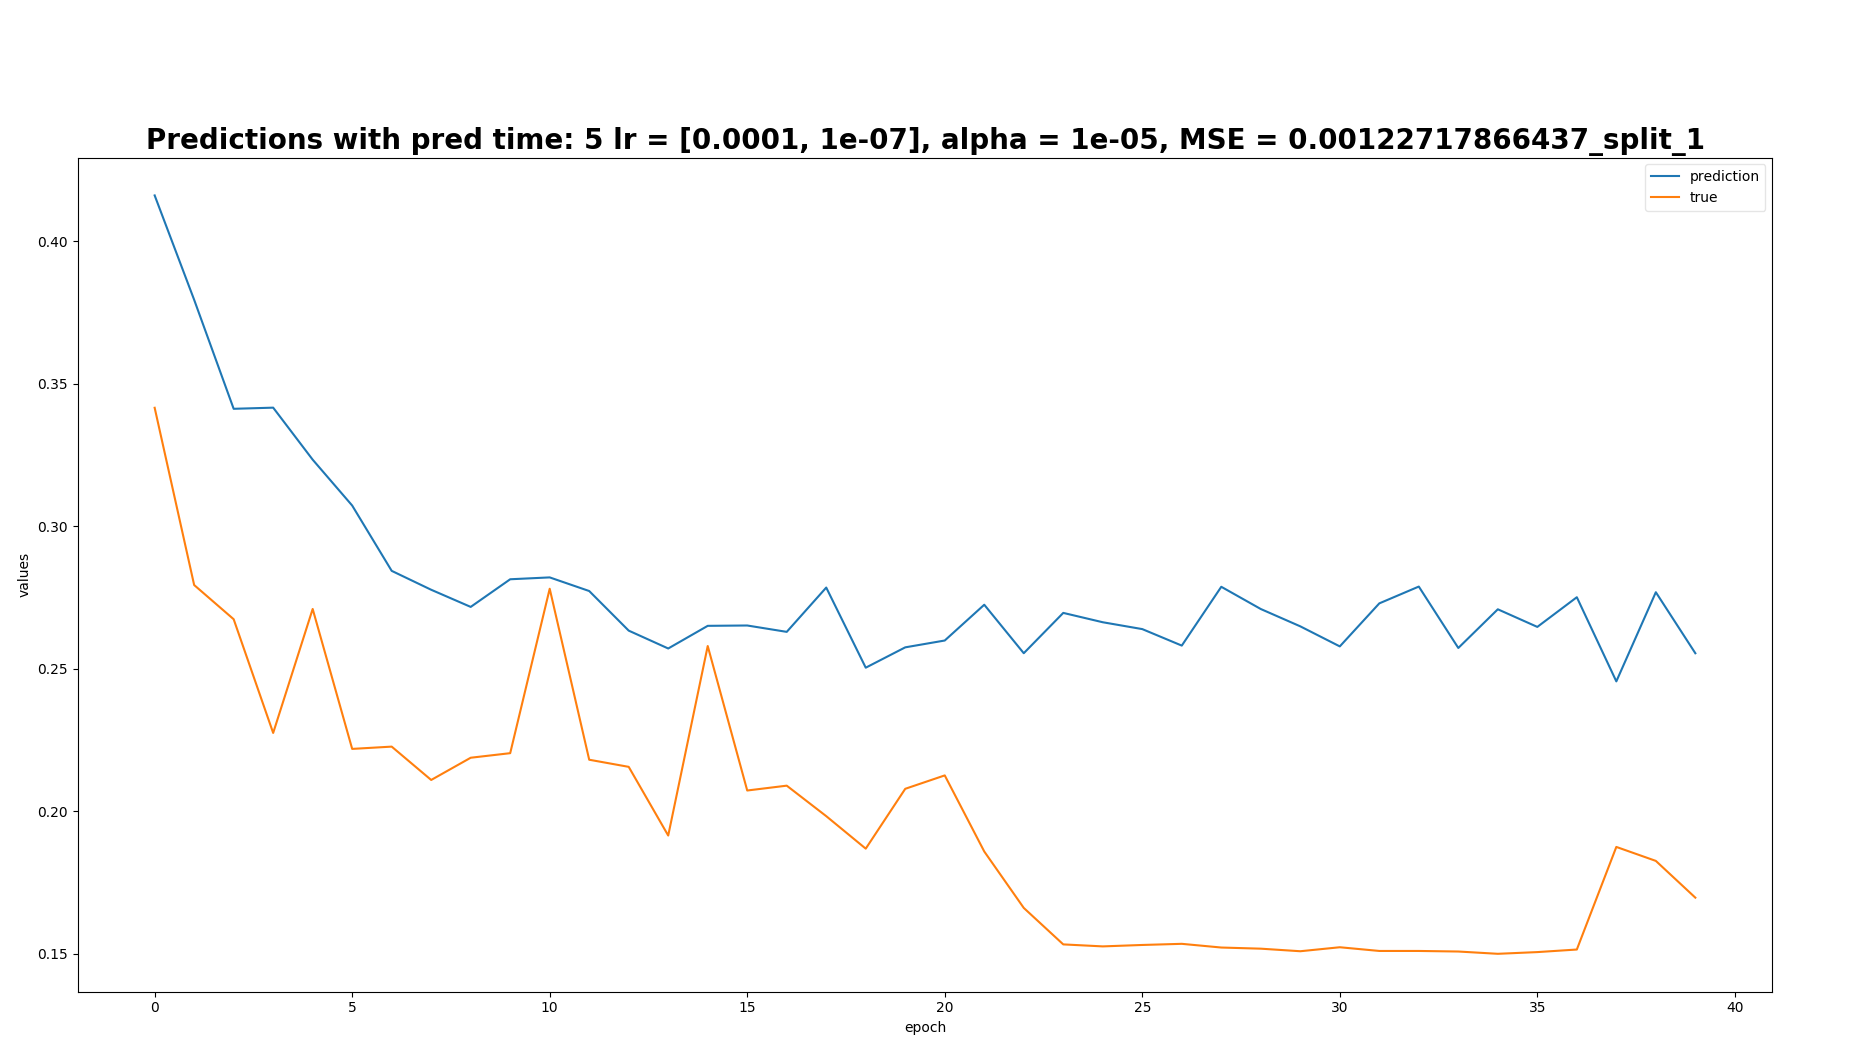 Predictions with pred time: 5 lr = [0.0001, 1e-07], alpha = 1e-05, MSE = 0.00122717866437_split_1
prediction
true
0.40
0.35
0.30
0.25
0.20
0.15
values
0 5 10 15 20 25 30 35 40
epoch